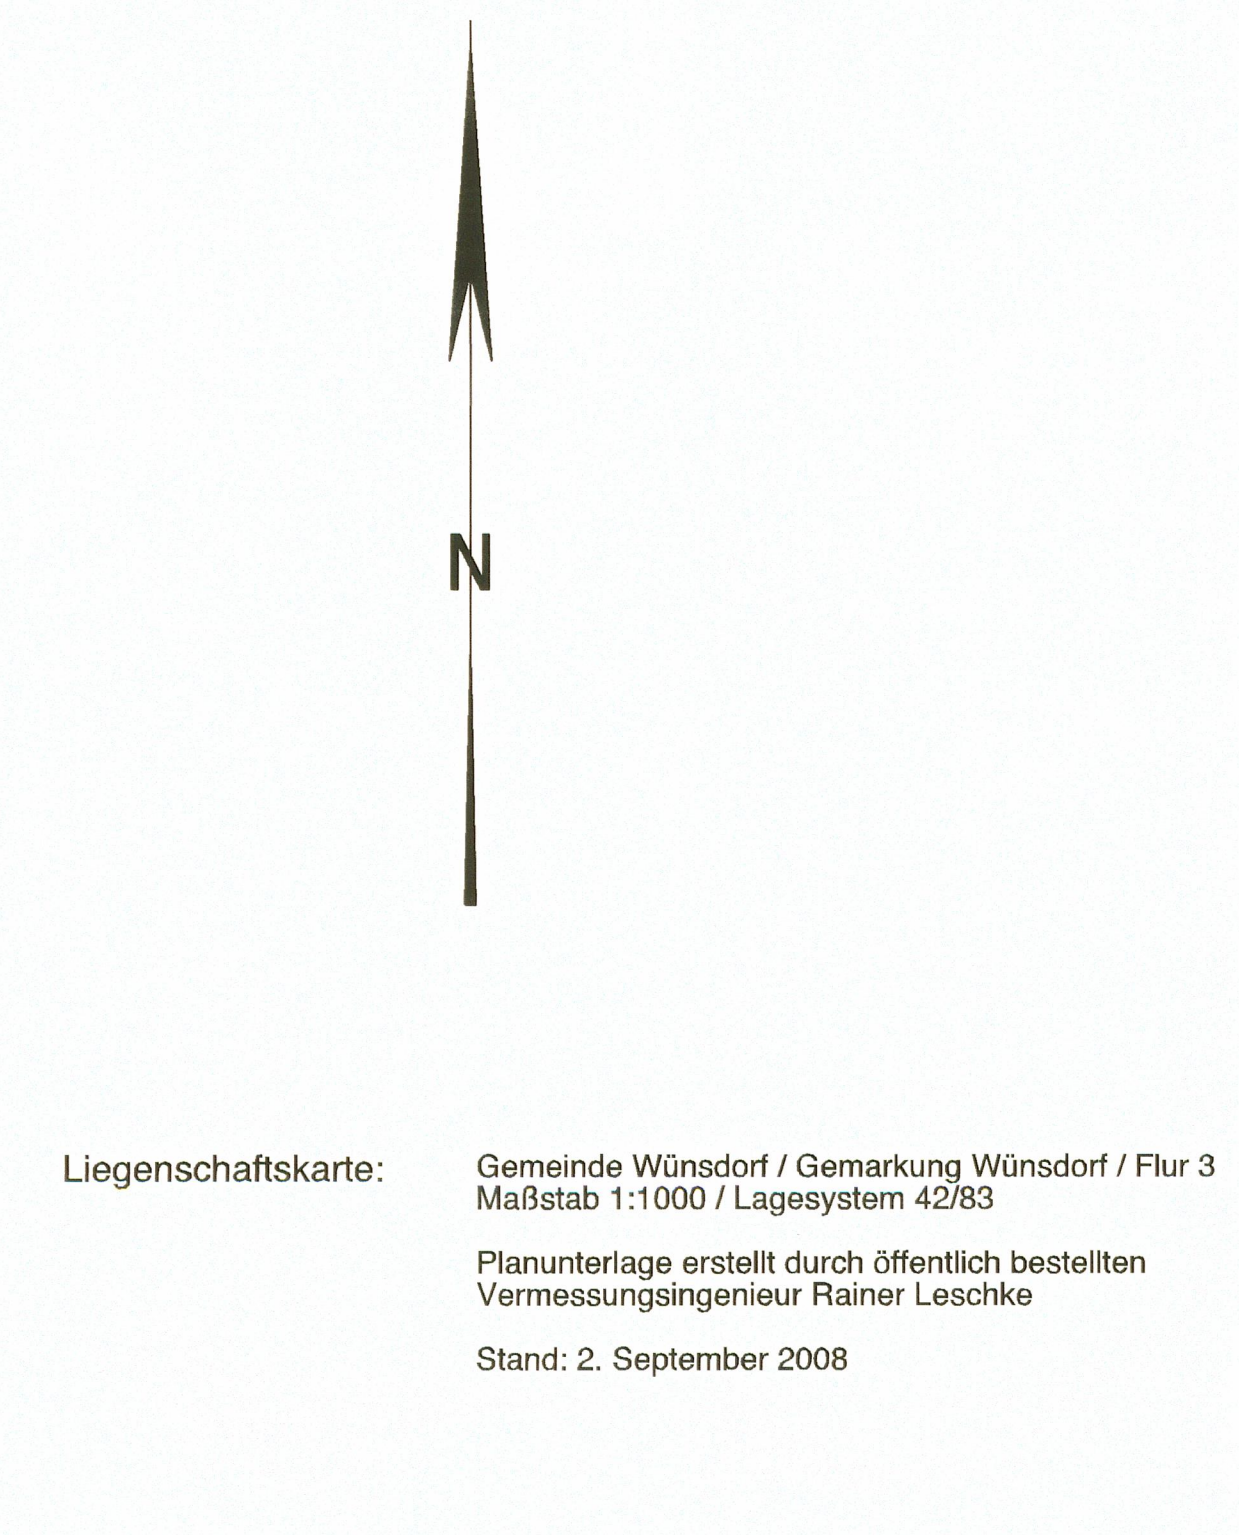 N
Liegenschaftskarte:
Gemeinde Wünsdorf / Gemarkung Wünsdorf / Flur 3
Maßstab 1:1000 / Lagesystem 42/83
Planunterlage erstellt durch öffentlich bestellten
Vermessungsingenieur Rainer Leschke
Stand: 2. September 2008